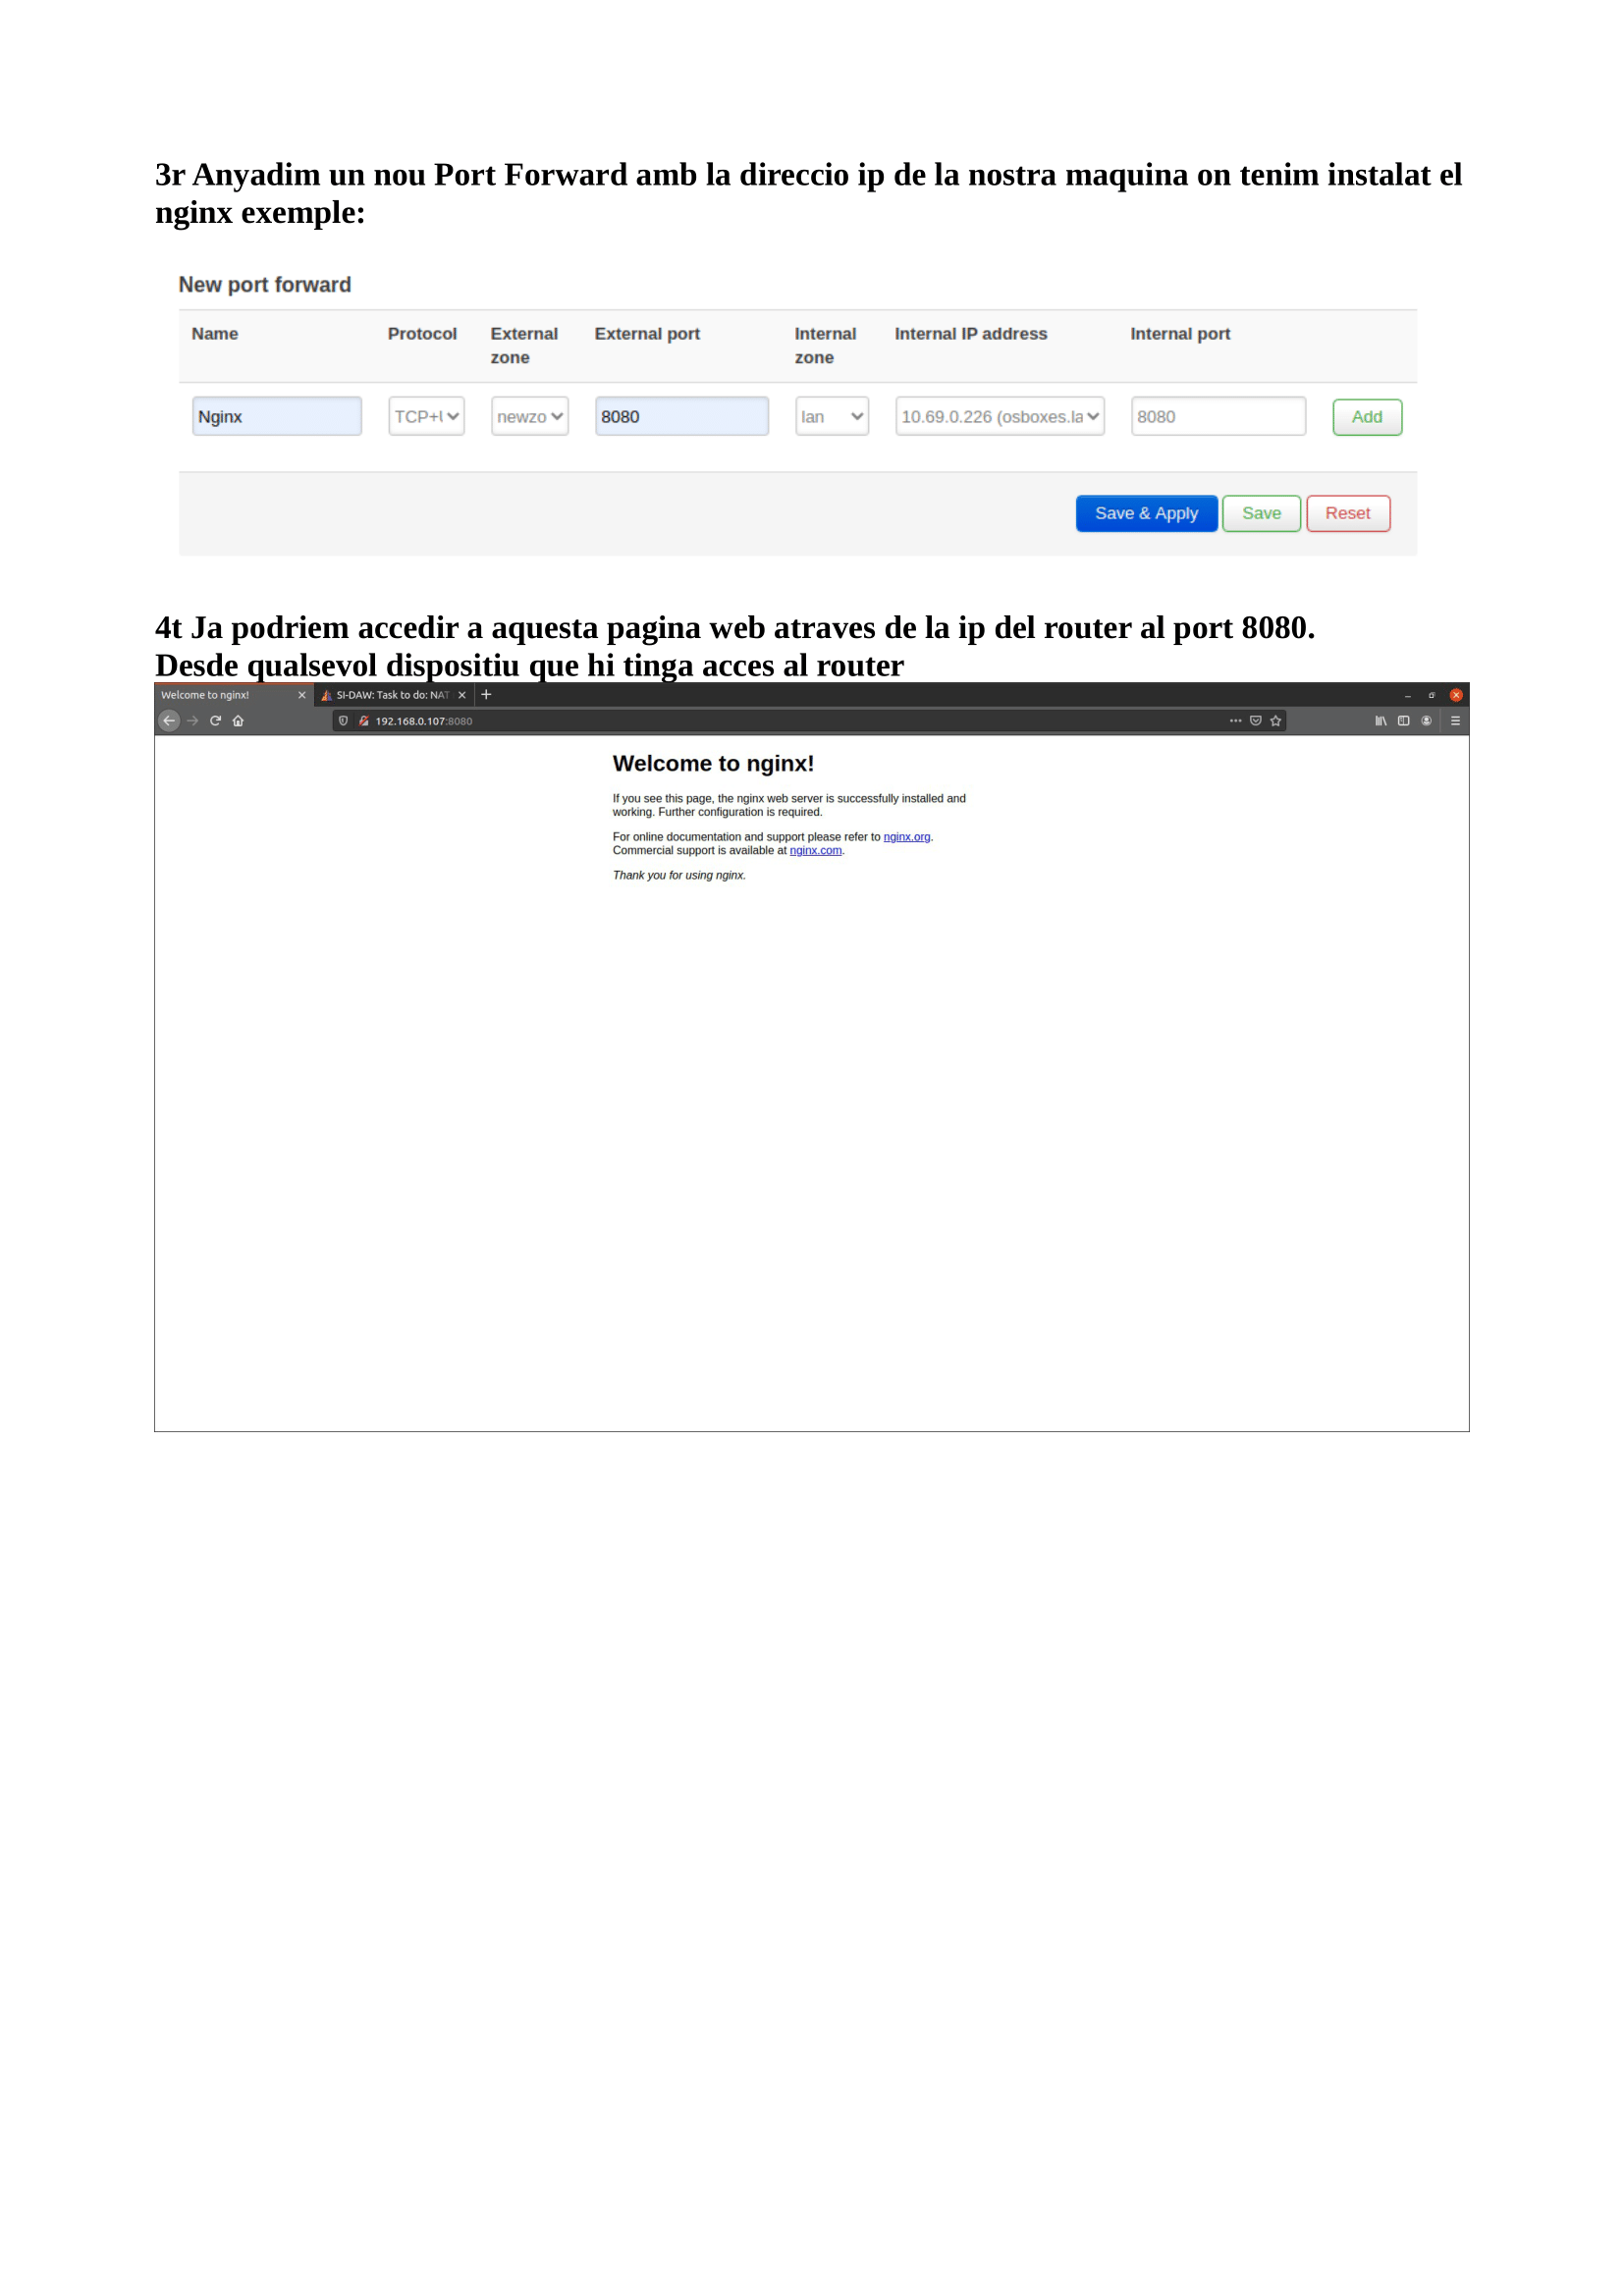 3r Anyadim un nou Port Forward amb la direccio ip de la nostra maquina on tenim instalat el
nginx exemple:
New port forward
Name Protocol External zone External port Internal zone Internal IP address Internal port
Nginx TCP+U newzo 8080 lan 10.69.0.226 (osboxes.la 8080 Add
Save & Apply Save Reset
4t Ja podriem accedir a aquesta pagina web atraves de la ip del router al port 8080.
Desde qualsevol dispositiu que hi tinga acces al router
Welcome to nginx! SI-DAW: Task to do: NAT
192.168.0.107:8080
Welcome to nginx!
If you see this page, the nginx web server is successfully installed and
working. Further configuration is required.
For online documentation and support please refer to nginx.org.
Commercial support is available at nginx.com.
Thank you for using nginx.